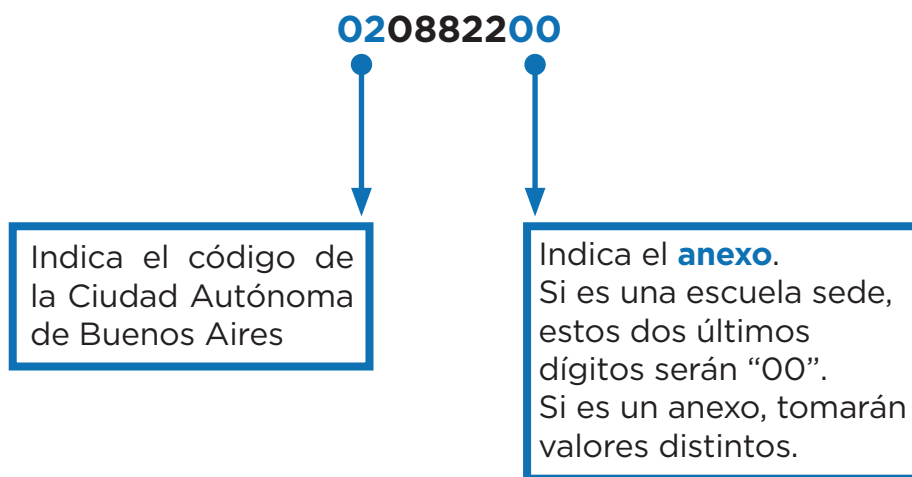 020882200
Indica el código de
la Ciudad Autónoma
de Buenos Aires
Indica el anexo.
Si es una escuela sede,
estos dos últimos
dígitos serán “00”.
Si es un anexo, tomarán
valores distintos.